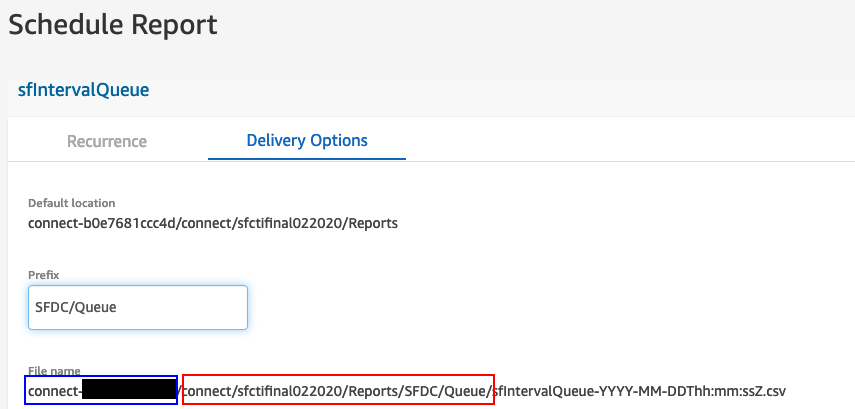 Schedule Report
sfIntervalQueue
Recurrence
Delivery Options
Default location
connect-b0e7681ccc4d/connect/sfctifinal022020/Reports
Prefix
SFDC/Queue
File name
connect- /connect/sfctifinal022020/Reports/SFDC/Queue/sfIntervalQueue-YYYY-MM-DDThh:mm:ssZ.csv